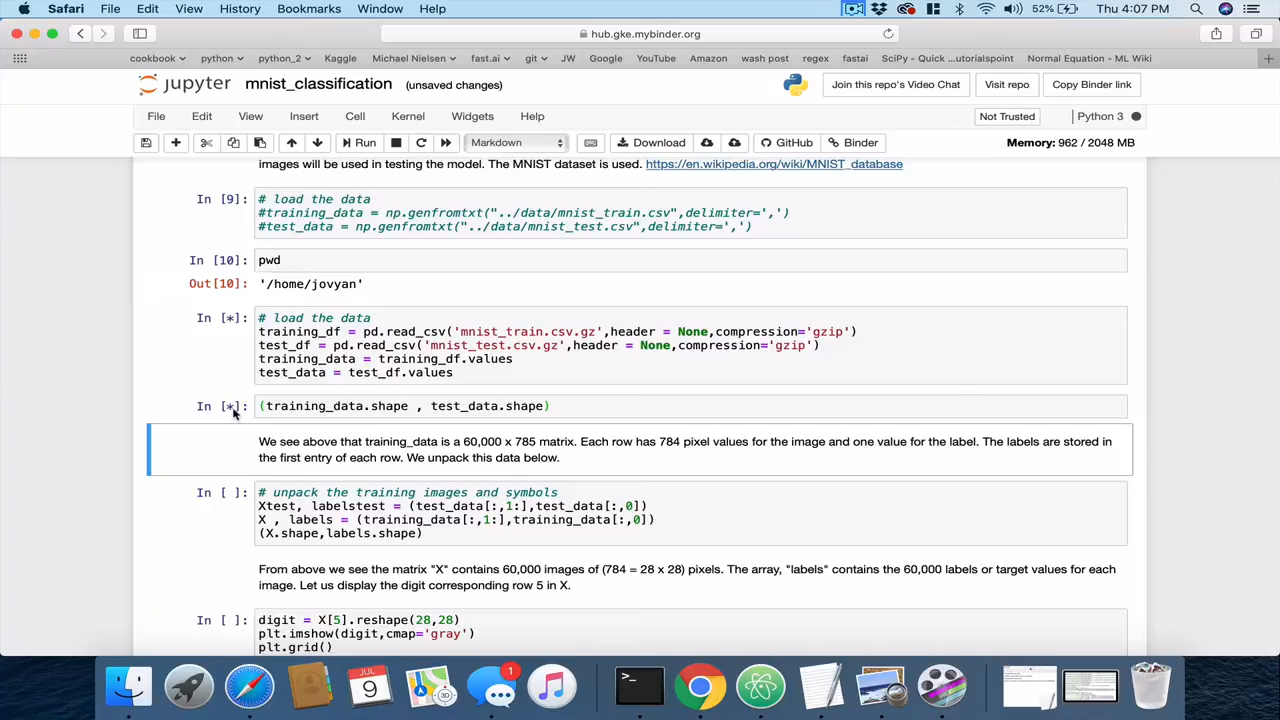 Safari File Edit View History Bookmarks Window Help 52% Thu 4:07 PM
hub.gke.mybinder.org
cookbook python python_2 Kaggle Michael Nielsen fast.ai git JW Google YouTube Amazon wash post regex fastai SciPy - Quick ...utorialspoint Normal Equation - ML Wiki
jupyter mnist_classification (unsaved changes) Join this repo's Video Chat Visit repo Copy Binder link
File Edit View Insert Cell Kernel Widgets Help Not Trusted Python 3
Run Markdown Download GitHub Binder Memory: 962 / 2048 MB
images will be used in testing the model. The MNIST dataset is used. https://en.wikipedia.org/wiki/MNIST_database
In [9]: # load the data
#training_data = np.genfromtxt("../data/mnist_train.csv",delimiter=',')
#test_data = np.genfromtxt("../data/mnist_test.csv",delimiter=',')
In [10]: pwd
Out[10]: '/home/jovyan'
In [*]: # load the data
training_df = pd.read_csv('mnist_train.csv.gz',header = None,compression='gzip')
test_df = pd.read_csv('mnist_test.csv.gz',header = None,compression='gzip')
training_data = training_df.values
test_data = test_df.values
In [*]: (training_data.shape , test_data.shape)
We see above that training_data is a 60,000 x 785 matrix. Each row has 784 pixel values for the image and one value for the label. The labels are stored in
the first entry of each row. We unpack this data below.
In [ ]: # unpack the training images and symbols
Xtest, labelstest = (test_data[:,1:],test_data[:,0])
X , labels = (training_data[:,1:],training_data[:,0])
(X.shape,labels.shape)
From above we see the matrix "X" contains 60,000 images of (784 = 28 x 28) pixels. The array, "labels" contains the 60,000 labels or target values for each
image. Let us display the digit corresponding row 5 in X.
In [ ]: digit = X[5].reshape(28,28)
plt.imshow(digit,cmap='gray')
plt.grid()
JUL
9
3D
1
>_